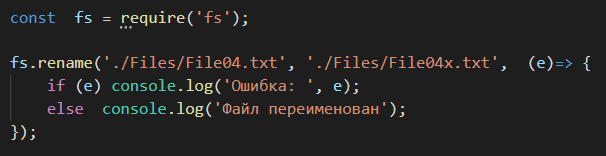 const  fs = require('fs');
fs.rename('./Files/File04.txt', './Files/File04x.txt',  (e)=> {
    if (e) console.log('Ошибка: ', e);
    else  console.log('Файл переименован');
});